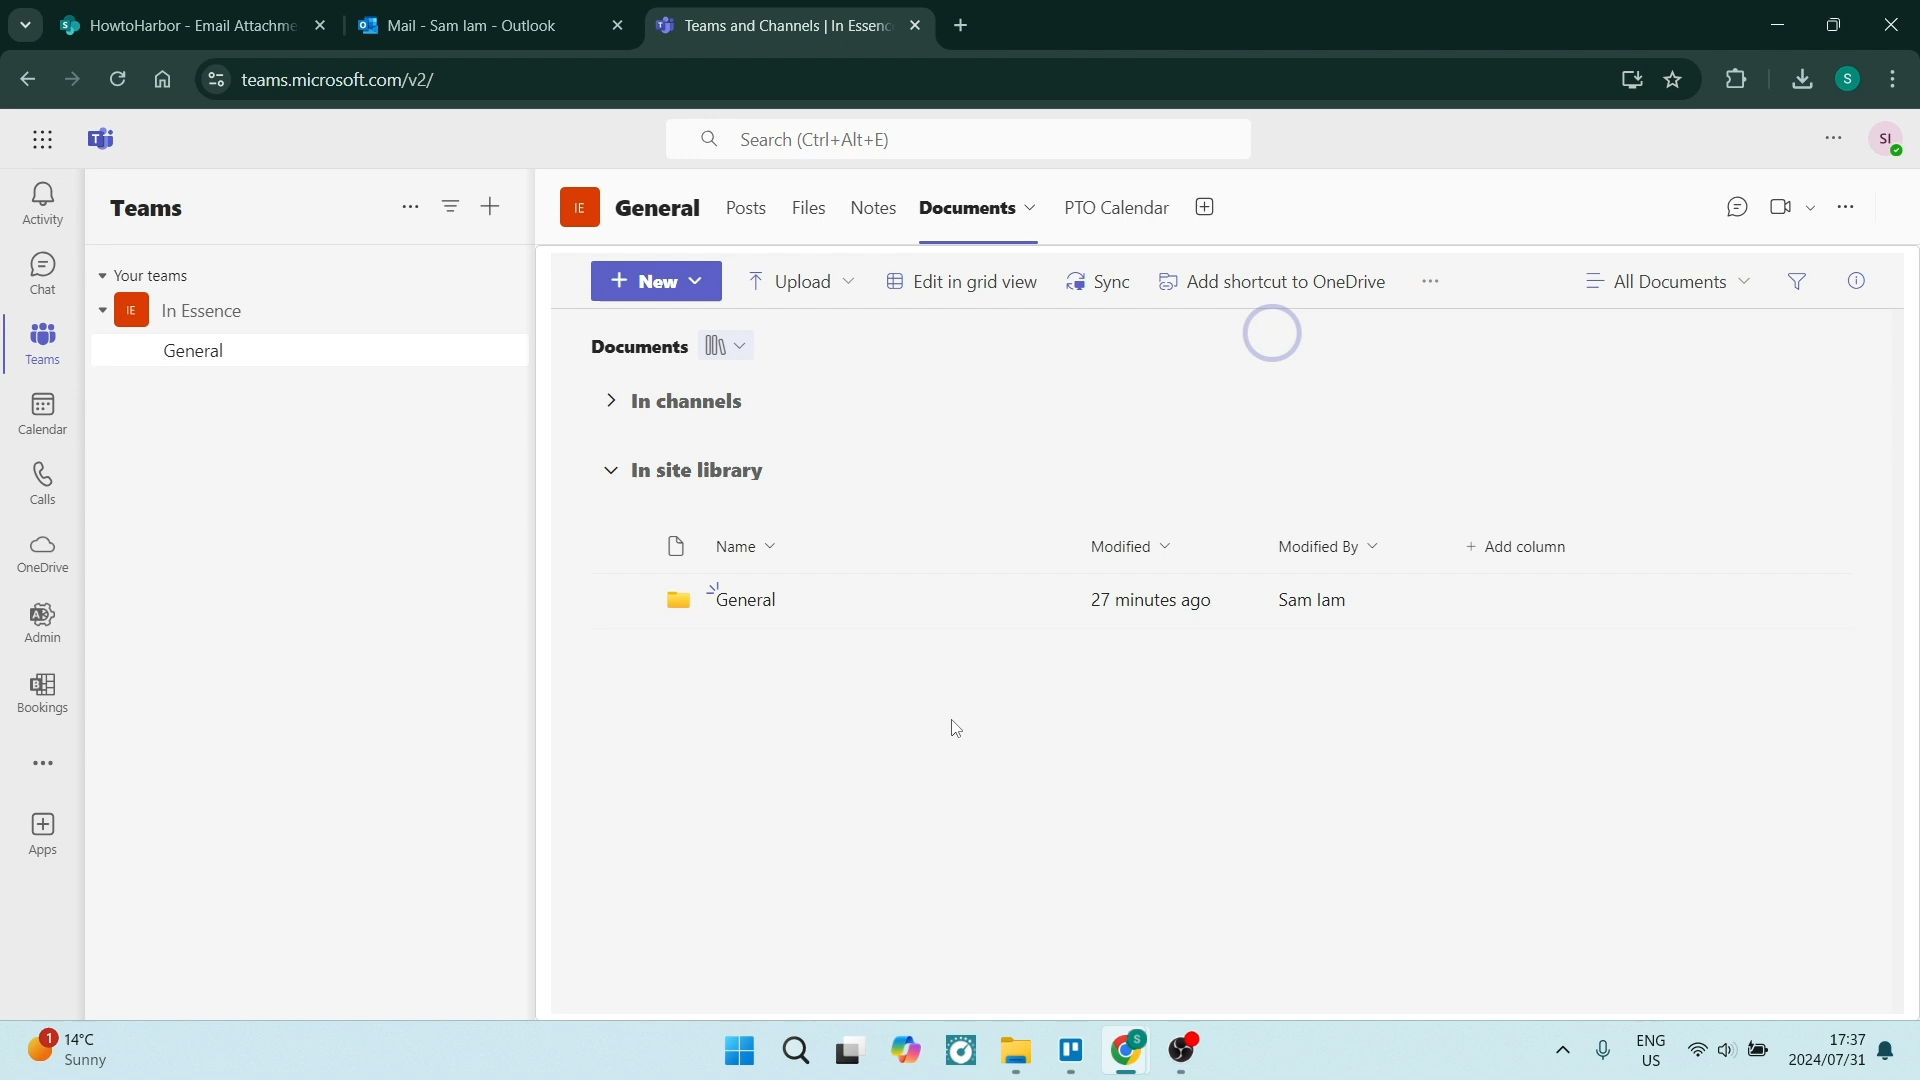 HowtoHarbor - Email Attachme
Mail - Sam Iam - Outlook
Teams and Channels | In Essenc
teams.microsoft.com/v2/
S
Search (Ctrl+Alt+E)
SI
Activity
Chat
Teams
Calendar
Calls
OneDrive
Admin
Bookings
Apps
Teams
Your teams
IE In Essence
General
IE General Posts Files Notes Documents PTO Calendar
New Upload Edit in grid view Sync Add shortcut to OneDrive All Documents
Documents
In channels
In site library
Name Modified Modified By + Add column
General 27 minutes ago Sam Iam
1 14°C
Sunny
S
ENG
US
17:37
2024/07/31